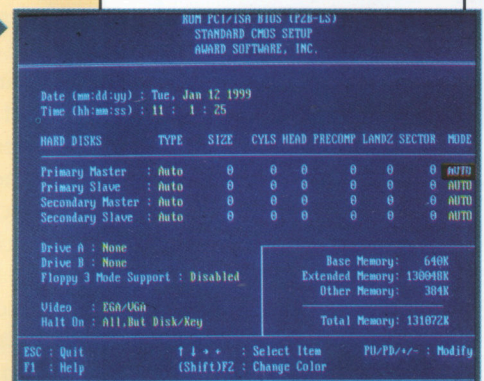 ROM PCI/ISA BIOS (P2B-LS)
STANDARD CMOS SETUP
AWARD SOFTWARE, INC.
Date (mm:dd:yy) : Tue, Jan 12 1999
Time (hh:mm:ss) : 11 : 1 : 25
HARD DISKS TYPE SIZE CYLS HEAD PRECOMP LANDZ SECTOR MODE
Primary Master : Auto 0 0 0 0 0 0 AUTO
Primary Slave : Auto 0 0 0 0 0 0 AUTO
Secondary Master : Auto 0 0 0 0 0 0 AUTO
Secondary Slave : Auto 0 0 0 0 0 0 AUTO
Drive A : None
Drive B : None
Floppy 3 Mode Support : Disabled
Video : EGA/VGA
Halt On : All,But Disk/Key
Base Memory: 640K
Extended Memory: 130048K
Other Memory: 384K
Total Memory: 131072K
ESC : Quit ↑ ↓ → ← : Select Item PU/PD/+/- : Modify
F1 : Help (Shift)F2 : Change Color